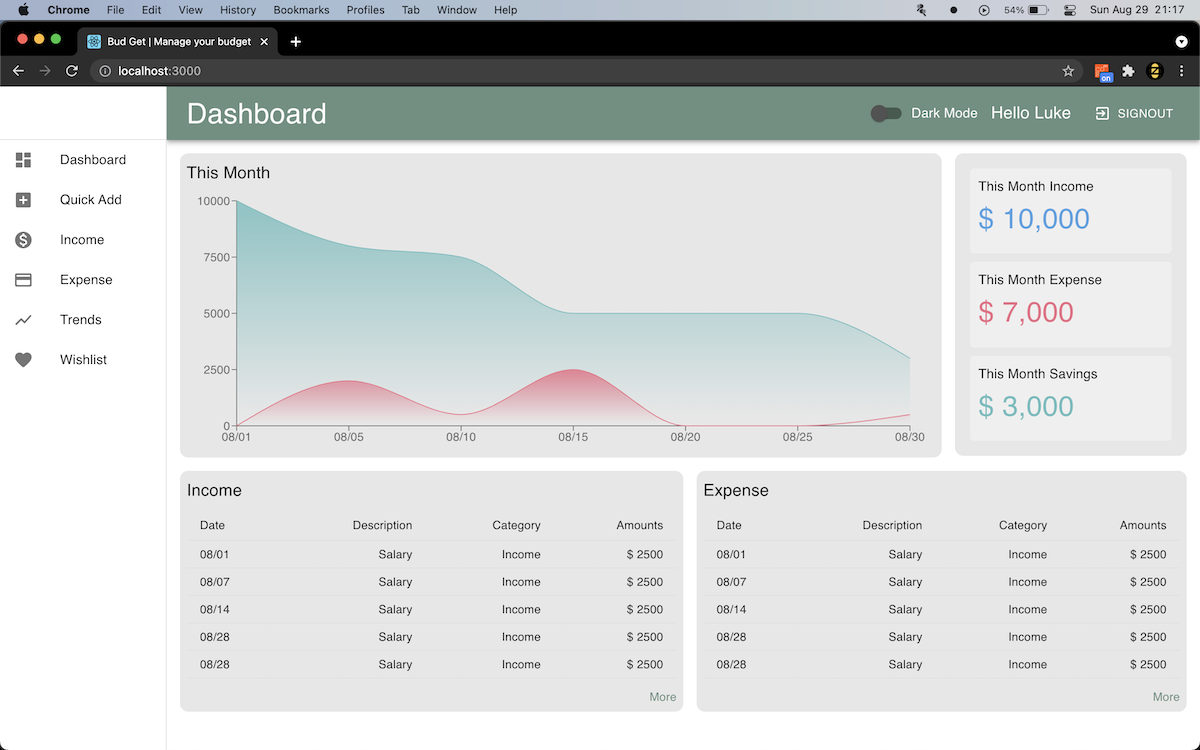 Chrome File Edit View History Bookmarks Profiles Tab Window Help 54% Sun Aug 29 21:17
Bud Get | Manage your budget
localhost:3000
on
Dashboard Dark Mode Hello Luke SIGNOUT
Dashboard
Quick Add
Income
Expense
Trends
Wishlist
This Month
10000
7500
5000
2500
0
08/01 08/05 08/10 08/15 08/20 08/25 08/30
This Month Income
$ 10,000
This Month Expense
$ 7,000
This Month Savings
$ 3,000
Income
Date Description Category Amounts
08/01 Salary Income $ 2500
08/07 Salary Income $ 2500
08/14 Salary Income $ 2500
08/28 Salary Income $ 2500
08/28 Salary Income $ 2500
More
Expense
Date Description Category Amounts
08/01 Salary Income $ 2500
08/07 Salary Income $ 2500
08/14 Salary Income $ 2500
08/28 Salary Income $ 2500
08/28 Salary Income $ 2500
More